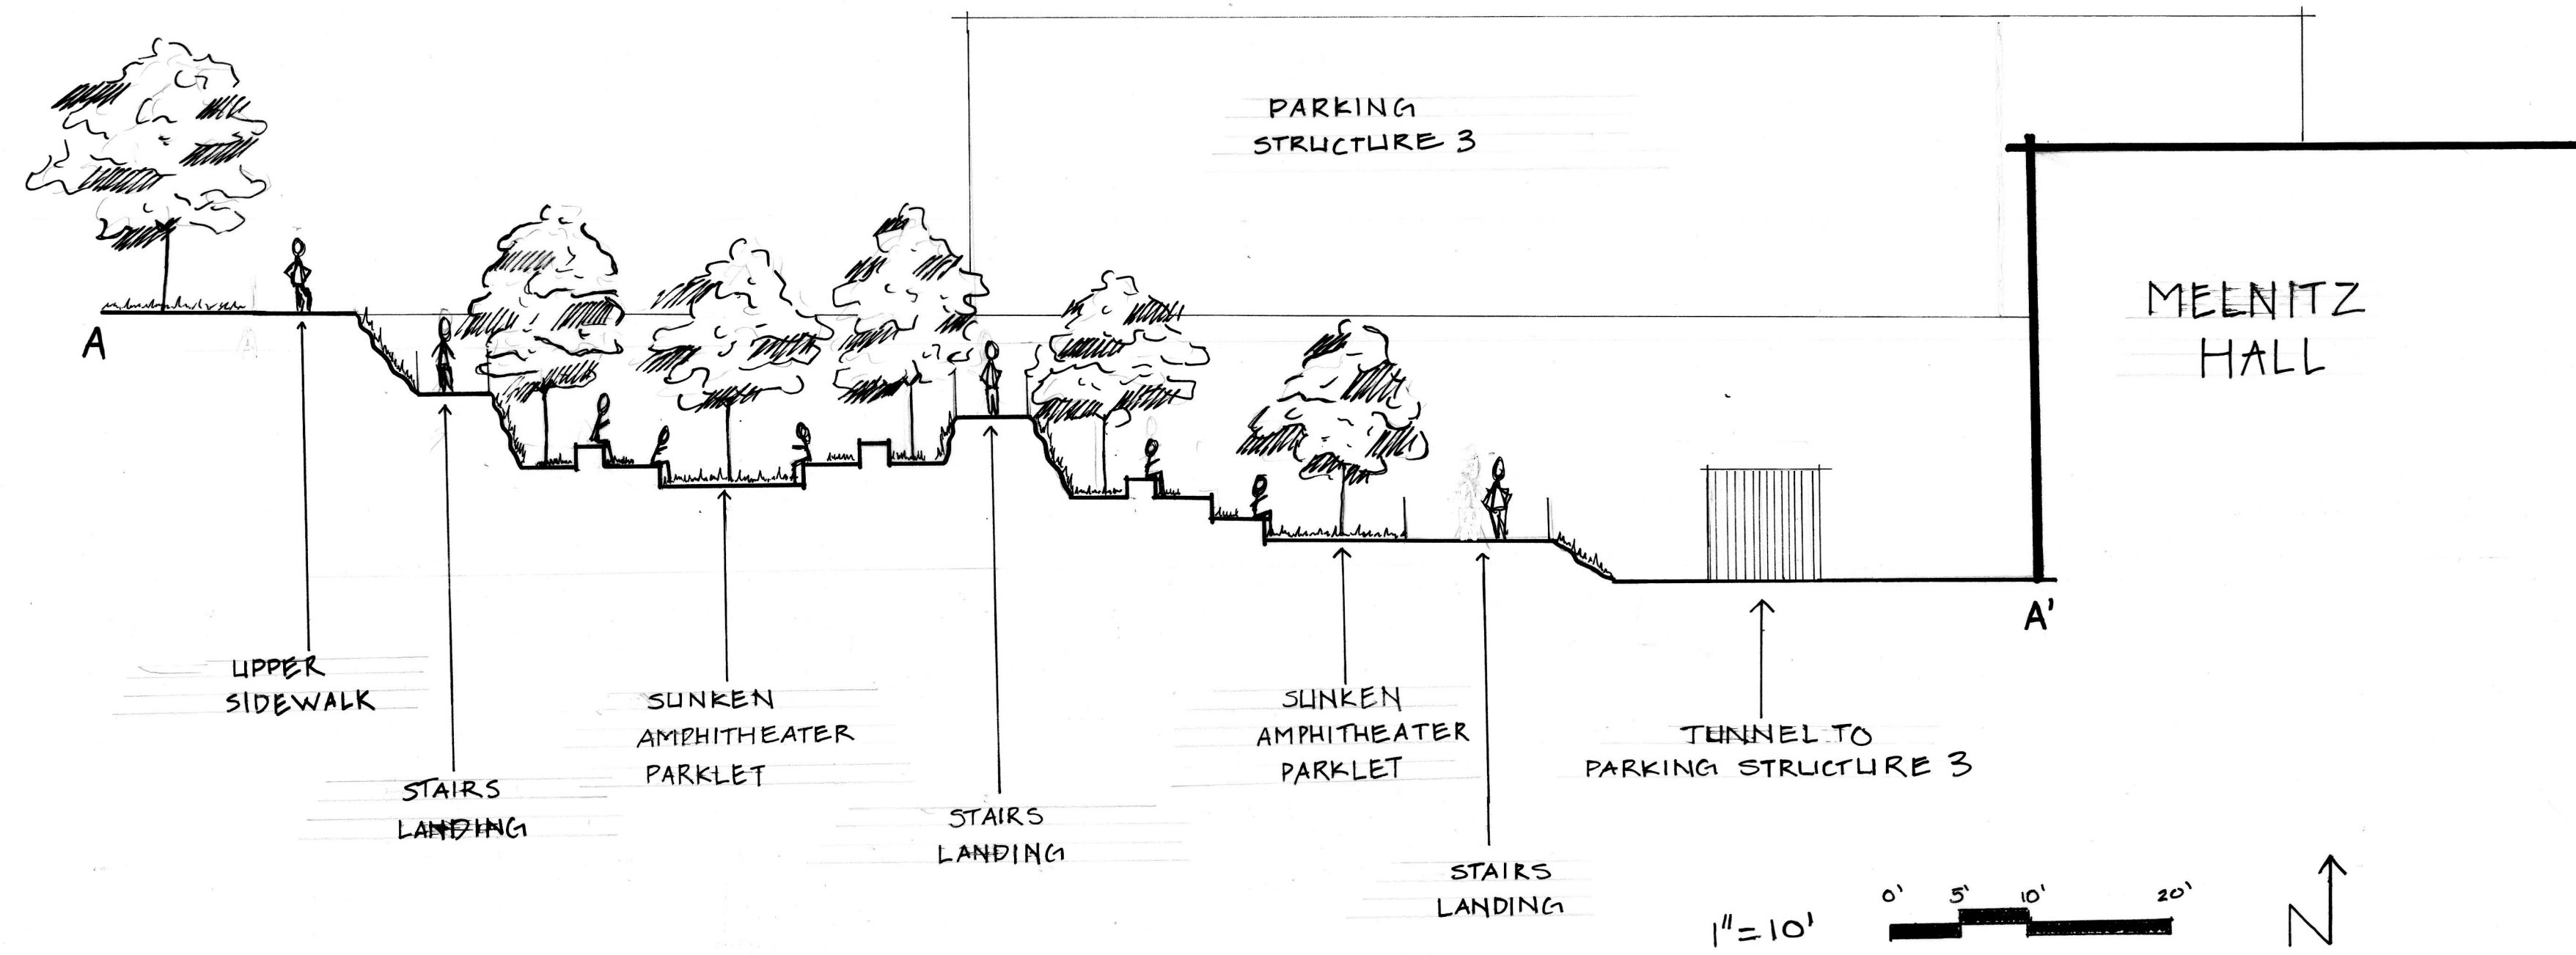 PARKING
STRUCTURE 3
MELNITZ
HALL
A
A'
UPPER
SIDEWALK
STAIRS
LANDING
SUNKEN
AMPHITHEATER
PARKLET
STAIRS
LANDING
SUNKEN
AMPHITHEATER
PARKLET
STAIRS
LANDING
TUNNEL TO
PARKING STRUCTURE 3
1"=10'
0' 5' 10' 20'
N